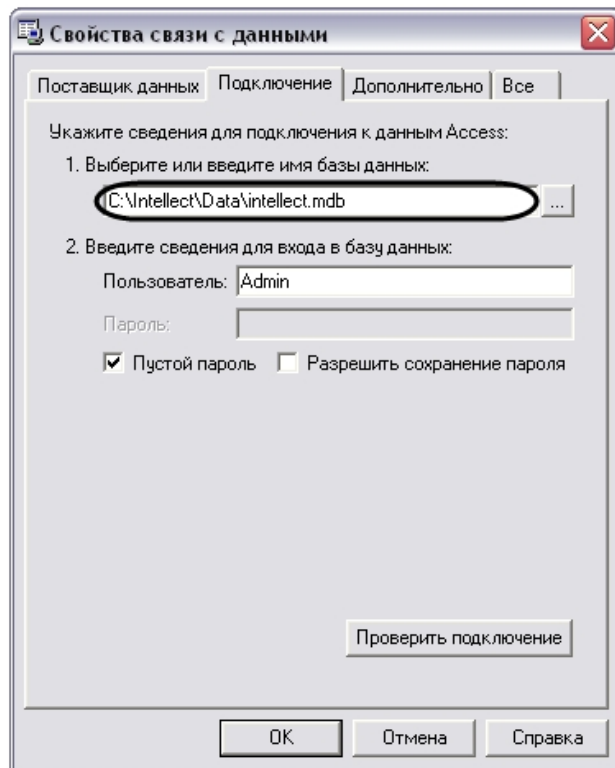 Свойства связи с данными
Поставщик данных Подключение Дополнительно Все
Укажите сведения для подключения к данным Access:
1. Выберите или введите имя базы данных:
C:\Intellect\Data\intellect.mdb ...
2. Введите сведения для входа в базу данных:
Пользователь: Admin
Пароль:
Пустой пароль Разрешить сохранение пароля
Проверить подключение
OK Отмена Справка